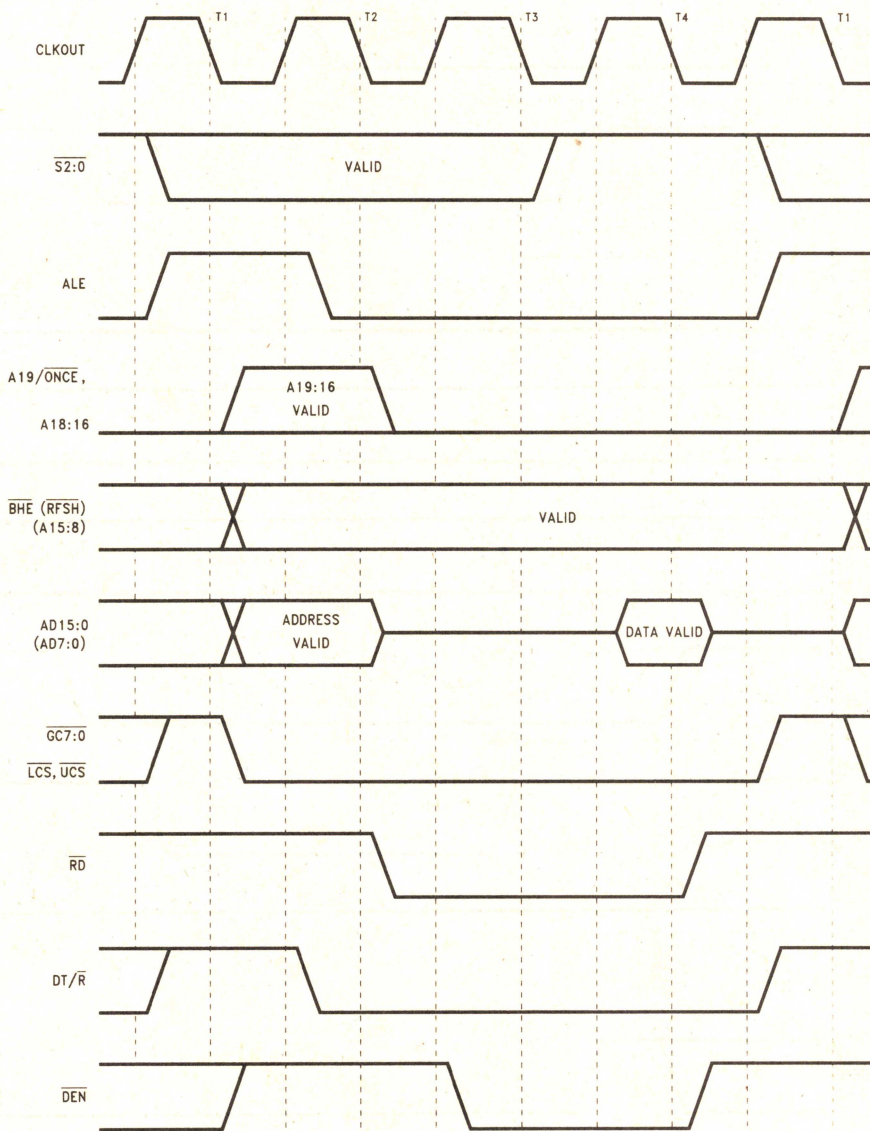 T1 T2 T3 T4 T1
CLKOUT
S2:0
VALID
ALE
A19/ONCE,
A18:16
A19:16
VALID
BHE (RFSH)
(A15:8)
VALID
AD15:0
(AD7:0)
ADDRESS
VALID
DATA VALID
GC7:0
LCS, UCS
RD
DT/R
DEN